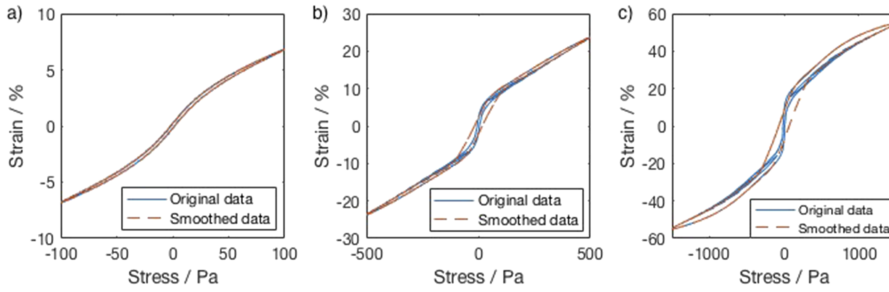 a)
10
5
0
-5
-10
Strain / %
-100
-50
0
50
100
Stress / Pa
Original data
Smoothed data
b)
30
20
10
0
-10
-20
-30
Strain / %
-500
0
500
Stress / Pa
Original data
Smoothed data
c)
60
40
20
0
-20
-40
-60
Strain / %
-1000
0
1000
Stress / Pa
Original data
Smoothed data